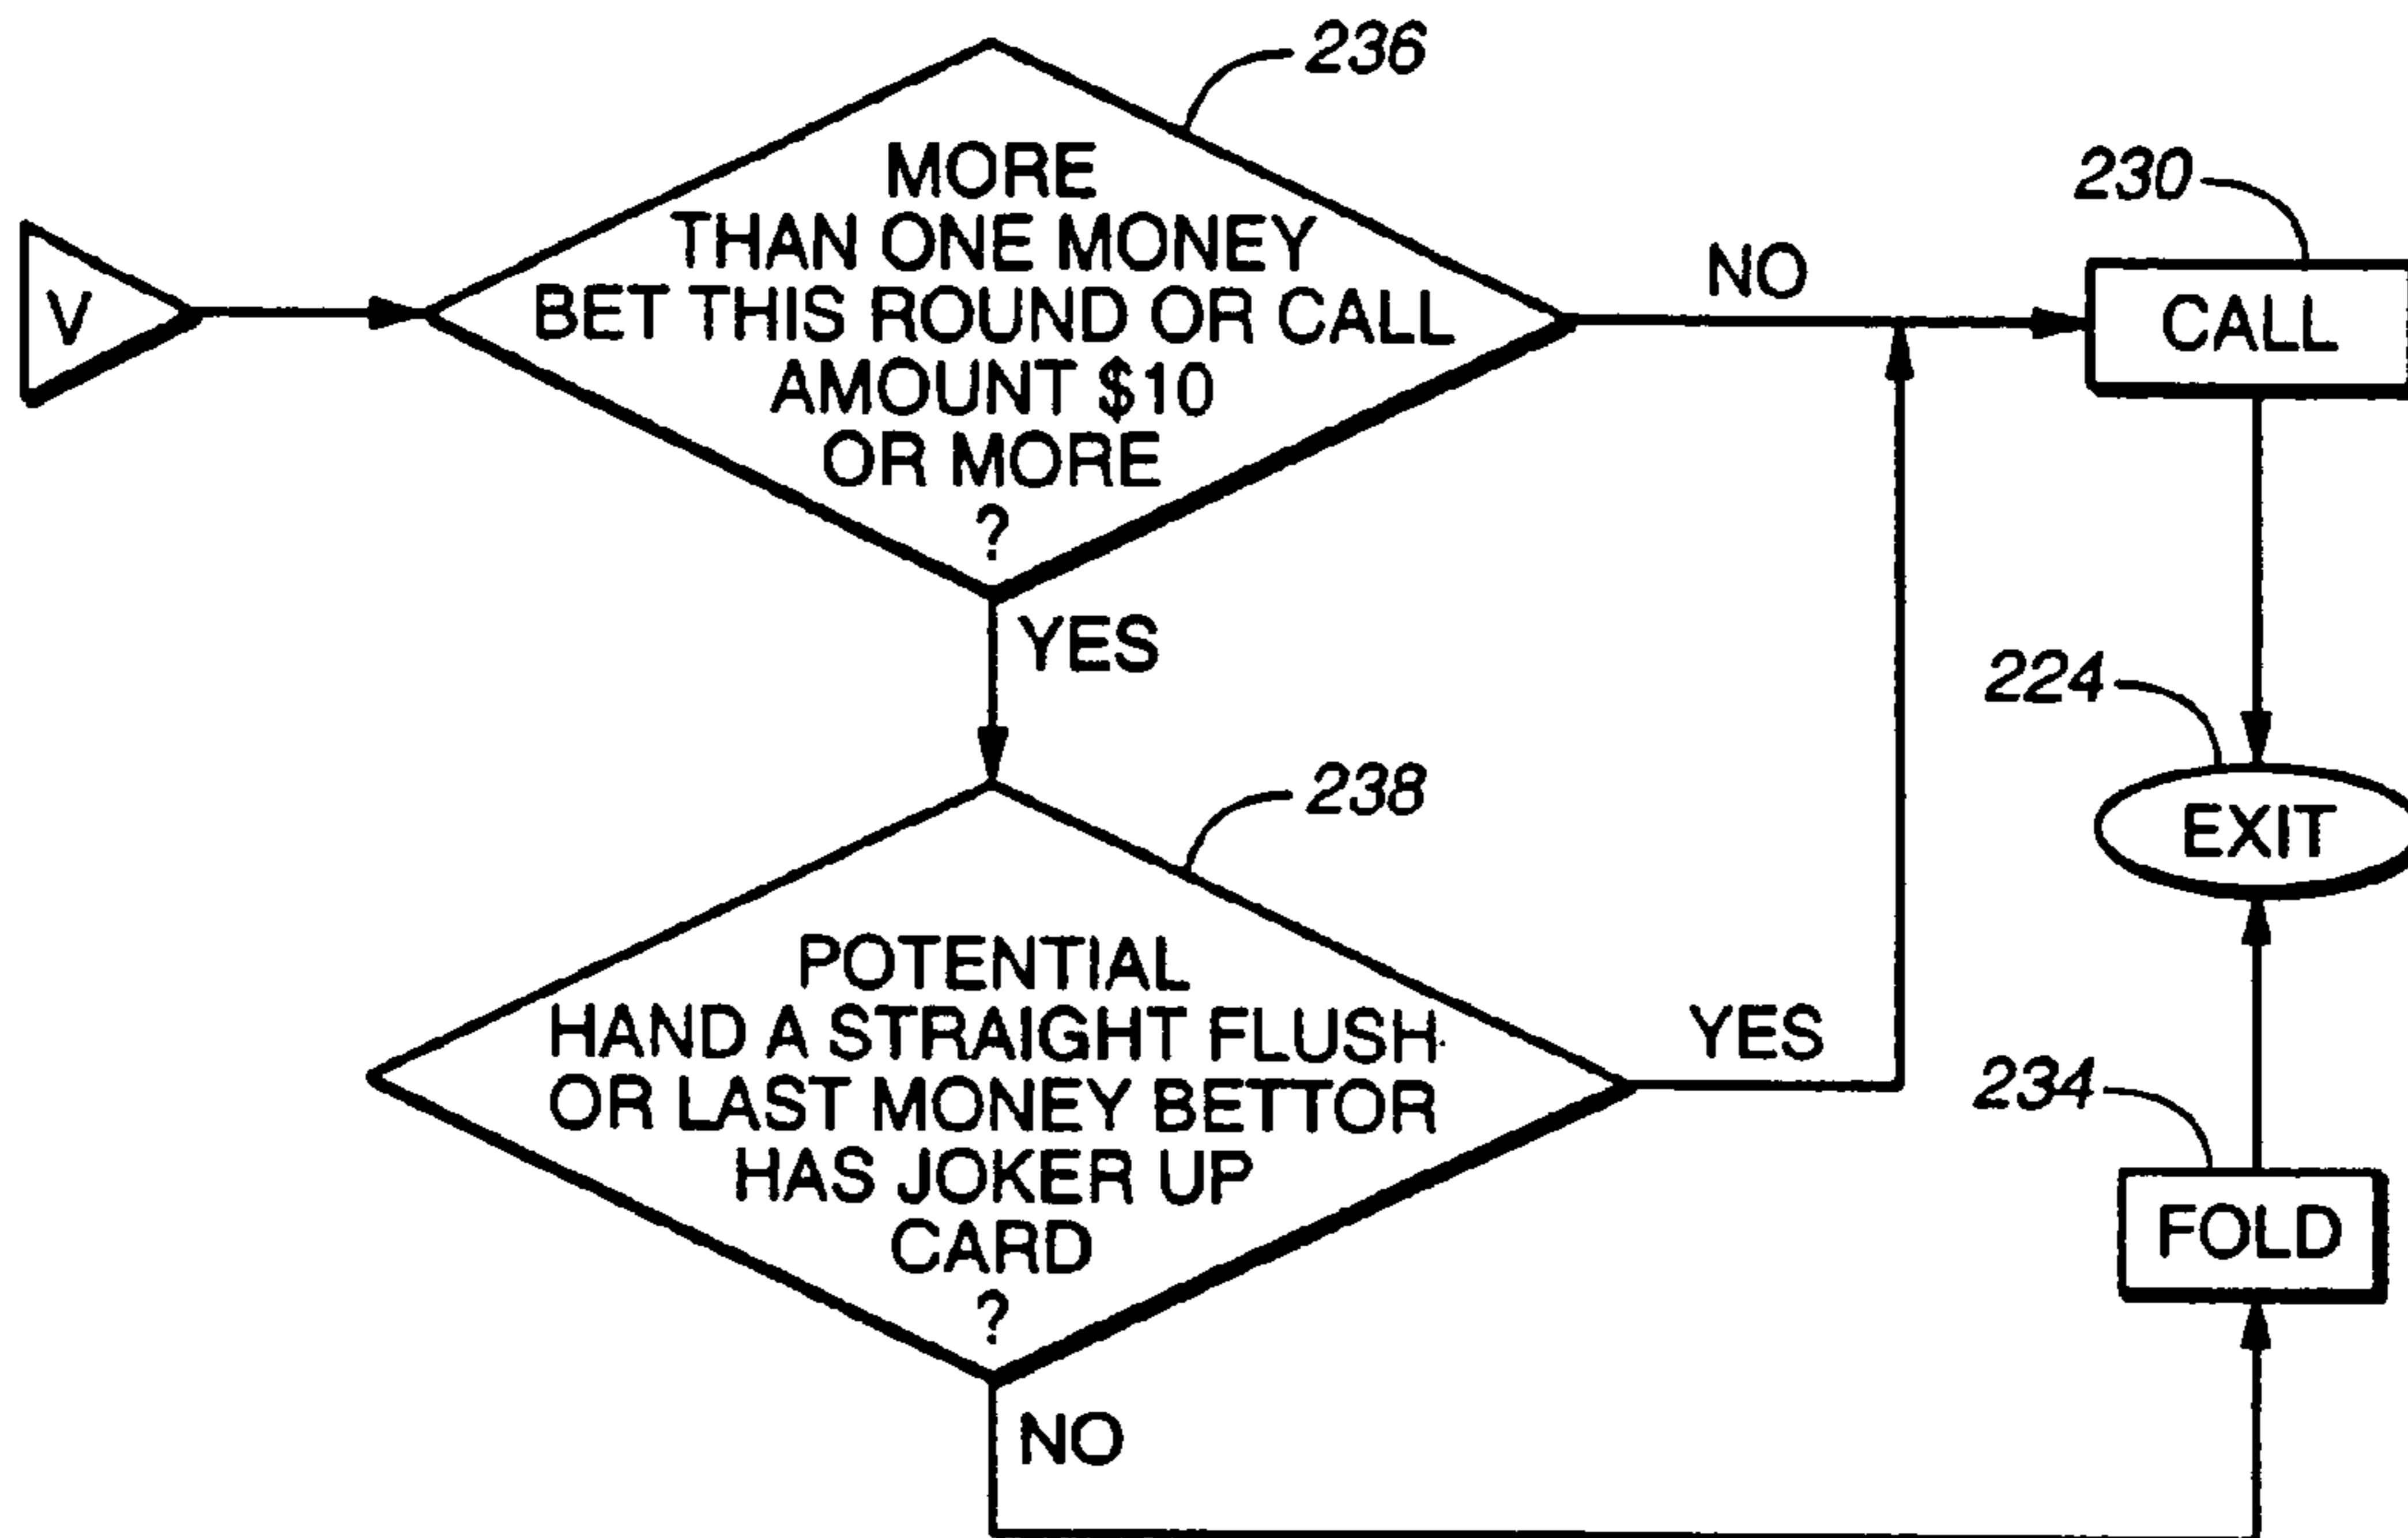 236
MORE
THAN ONE MONEY
BET THIS ROUND OR CALL
AMOUNT $10
OR MORE
?
V
NO
230
CALL
YES
224
EXIT
238
POTENTIAL
HAND A STRAIGHT FLUSH
OR LAST MONEY BETTOR
HAS JOKER UP
CARD
?
YES
234
FOLD
NO